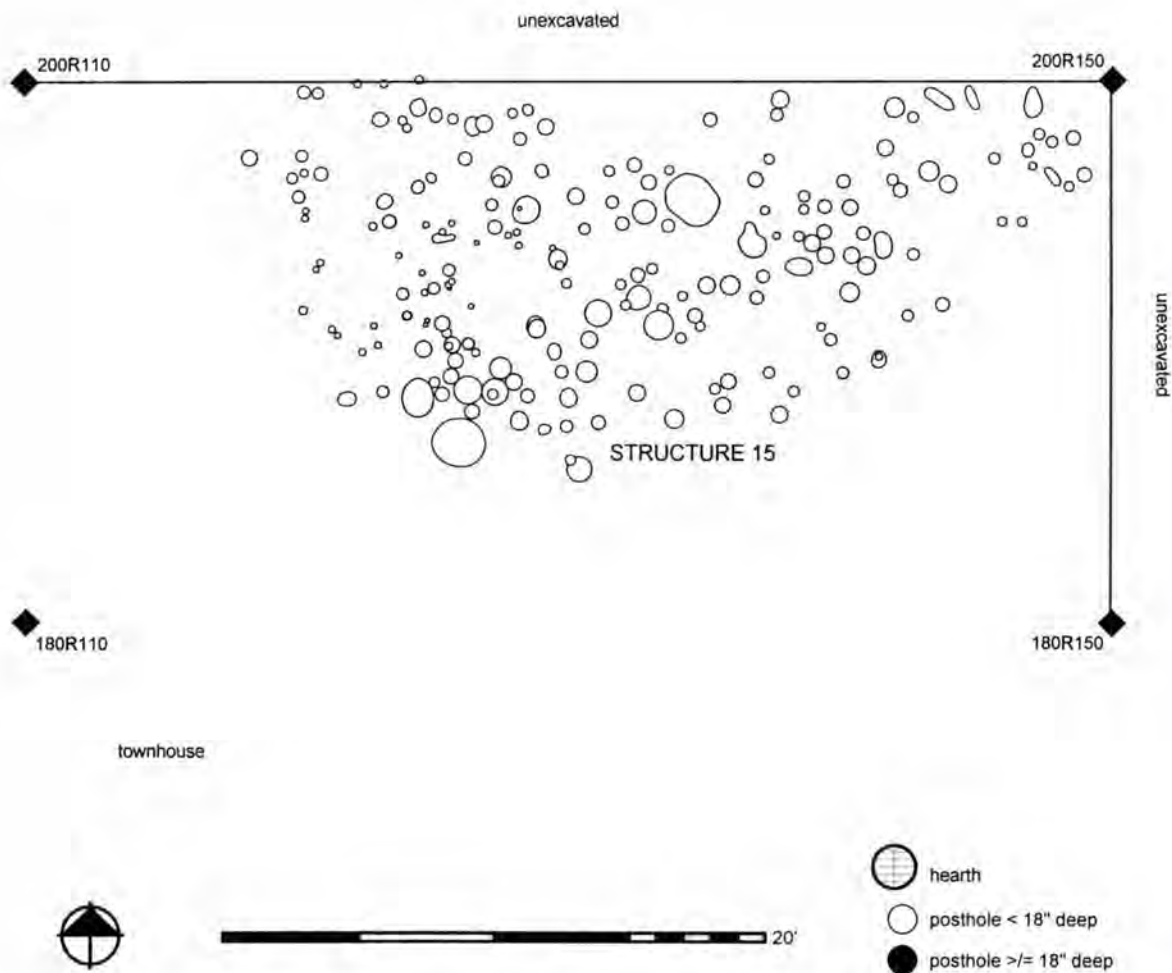 unexcavated
200R110
200R150
unexcavated
STRUCTURE 15
180R110
180R150
townhouse
hearth
posthole < 18" deep
20'
posthole >/= 18" deep